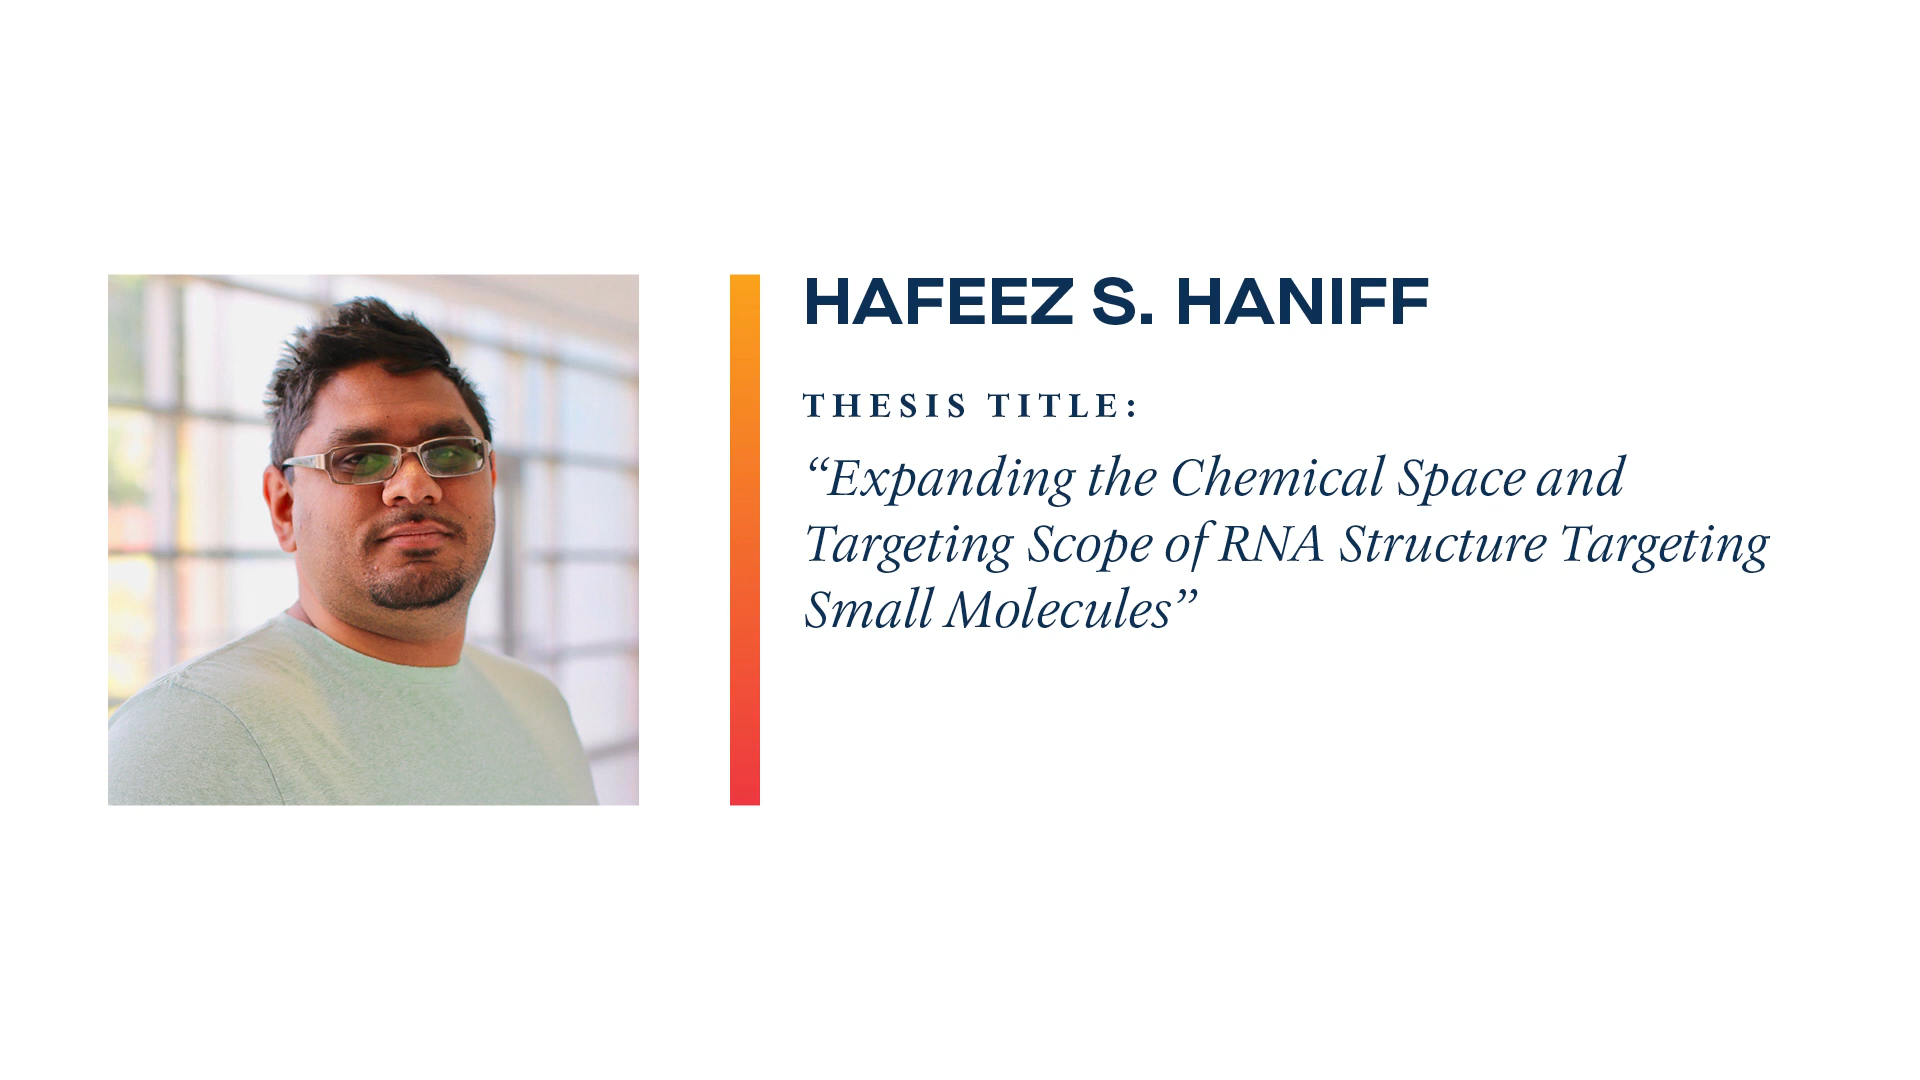 HAFEEZ S. HANIFF
THESIS TITLE:
“Expanding the Chemical Space and
Targeting Scope of RNA Structure Targeting
Small Molecules”